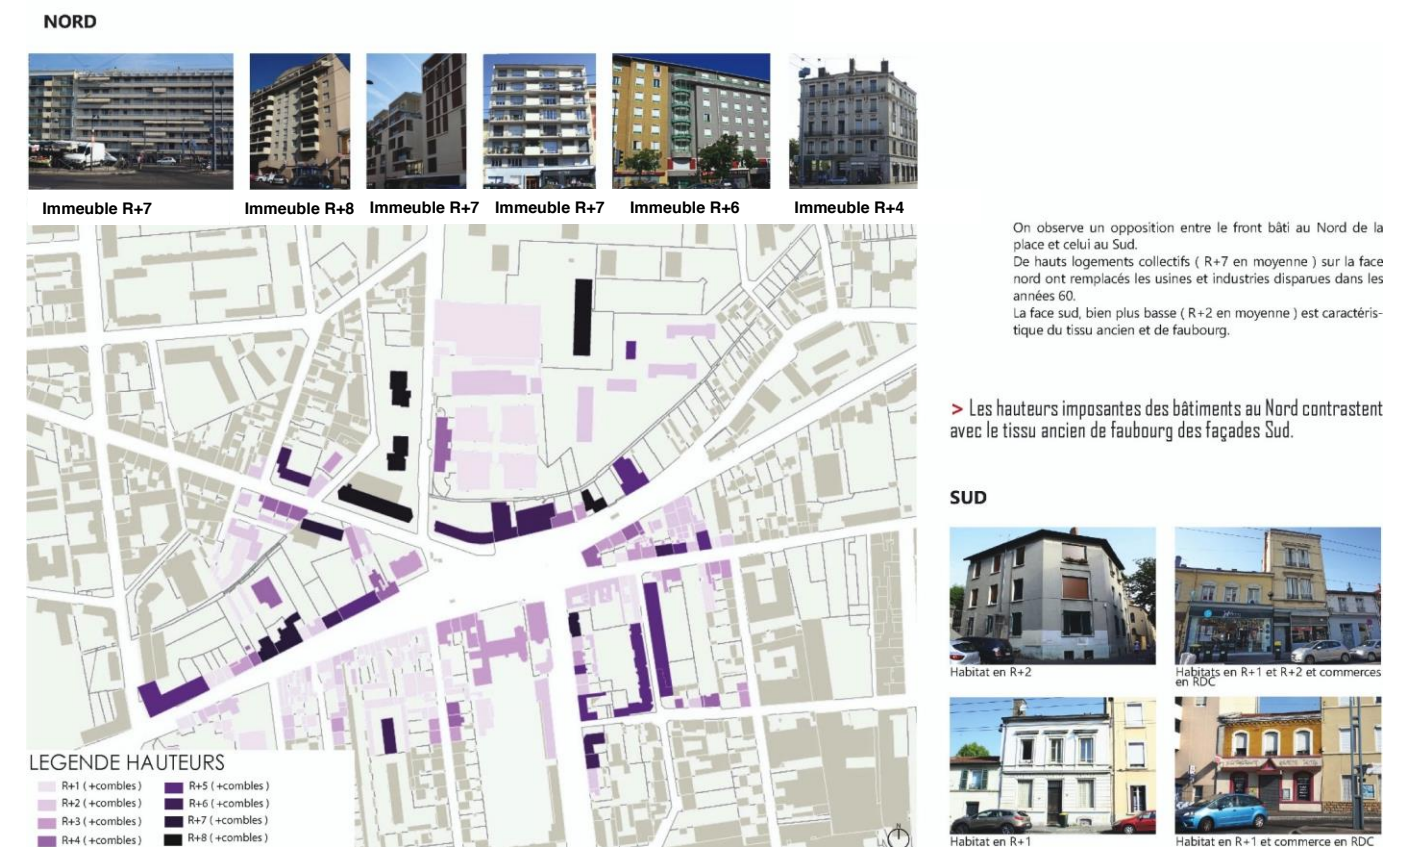 NORD
Immeuble R+7
Immeuble R+8
Immeuble R+7
Immeuble R+7
Immeuble R+6
Immeuble R+4
On observe un opposition entre le front bâti au Nord de la
place et celui au Sud.
De hauts logements collectifs ( R+7 en moyenne ) sur la face
nord ont remplacés les usines et industries disparues dans les
années 60.
La face sud, bien plus basse ( R+2 en moyenne ) est caractéris-
tique du tissu ancien et de faubourg.
> Les hauteurs imposantes des bâtiments au Nord contrastent
avec le tissu ancien de faubourg des façades Sud.
SUD
Habitat en R+2
Habitats en R+1 et R+2 et commerces
en RDC
Habitat en R+1
Habitat en R+1 et commerce en RDC
LEGENDE HAUTEURS
R+1 ( +combles )
R+2 ( +combles )
R+3 ( +combles )
R+4 ( +combles )
R+5 ( +combles )
R+6 ( +combles )
R+7 ( +combles )
R+8 ( +combles )
N